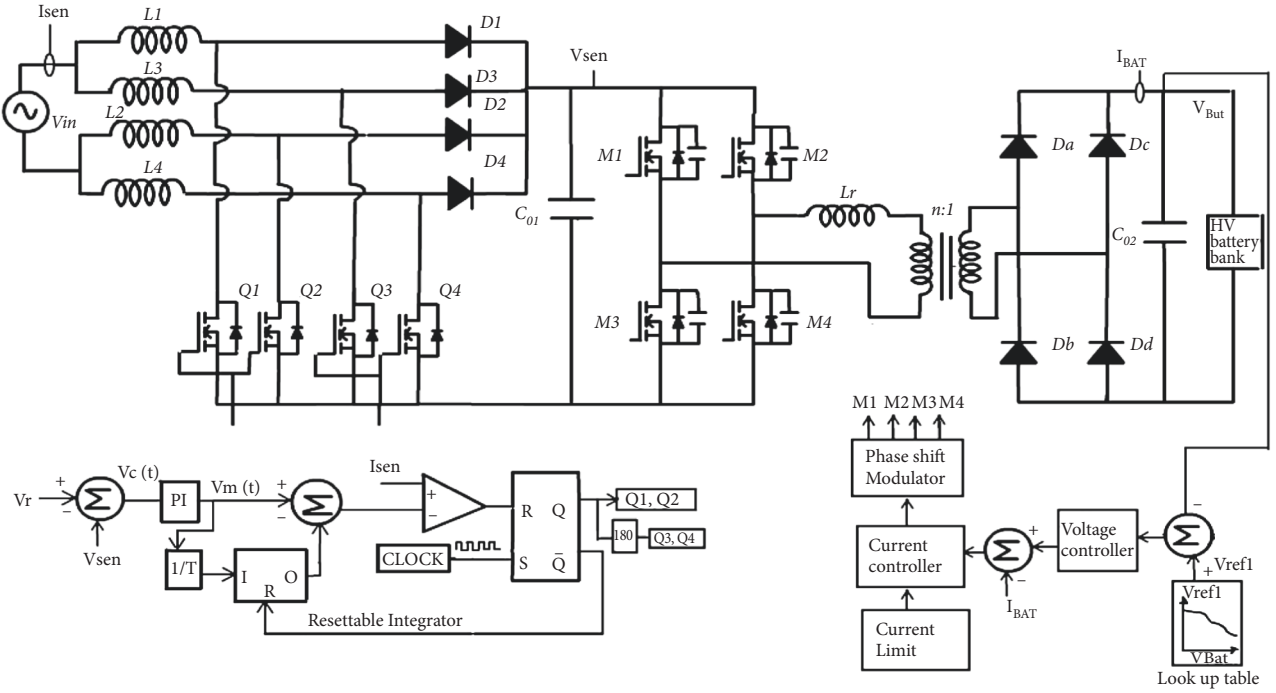 Isen
L1
D1
L3
D3
Vsen
I_BAT
Vin
L2
D2
V_But
L4
D4
M1
M2
Da
Dc
C_01
Lr
n:1
C_02
HV
battery
bank
Q1
Q2
Q3
Q4
M3
M4
Db
Dd
M1 M2 M3 M4
Phase shift
Modulator
Vr
+
−
Σ
Vsen
Vc (t)
PI
Vm (t)
+
−
Σ
1/T
I O
R
Resettable Integrator
Isen
+
−
CLOCK
R Q
S Q̄
Q1, Q2
180
Q3, Q4
Current
controller
Current
Limit
Σ
+
−
I_BAT
Voltage
controller
Σ
−
+
Vref1
Vref1
VBat
Look up table